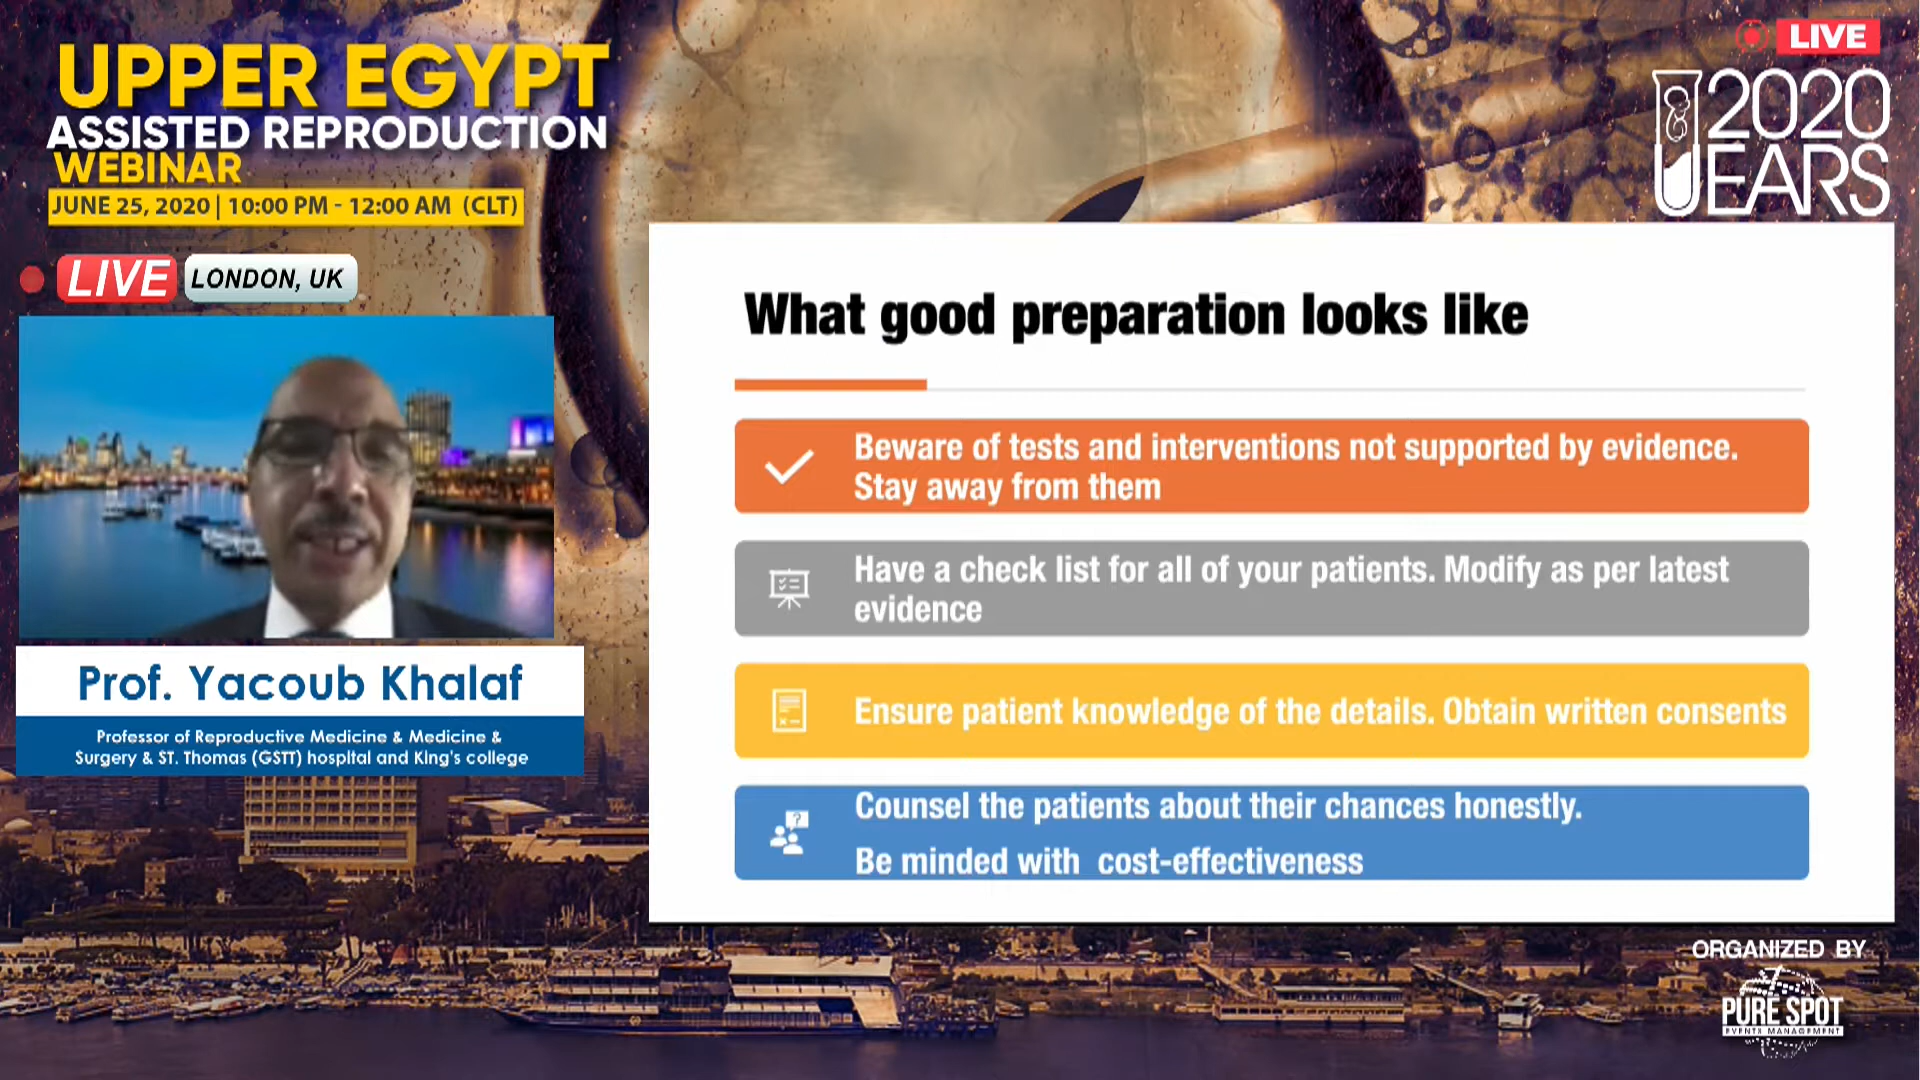 UPPER EGYPT
ASSISTED REPRODUCTION
WEBINAR
JUNE 25, 2020 | 10:00 PM - 12:00 AM (CLT)
LIVE
LONDON, UK
Prof. Yacoub Khalaf
Professor of Reproductive Medicine & Medicine &
Surgery & ST. Thomas (GSTT) hospital and King's college
LIVE
2020
UEARS
What good preparation looks like
Beware of tests and interventions not supported by evidence.
Stay away from them
Have a check list for all of your patients. Modify as per latest
evidence
Ensure patient knowledge of the details. Obtain written consents
Counsel the patients about their chances honestly.
Be minded with cost-effectiveness
ORGANIZED BY
PURE SPOT
EVENTS MANAGEMENT